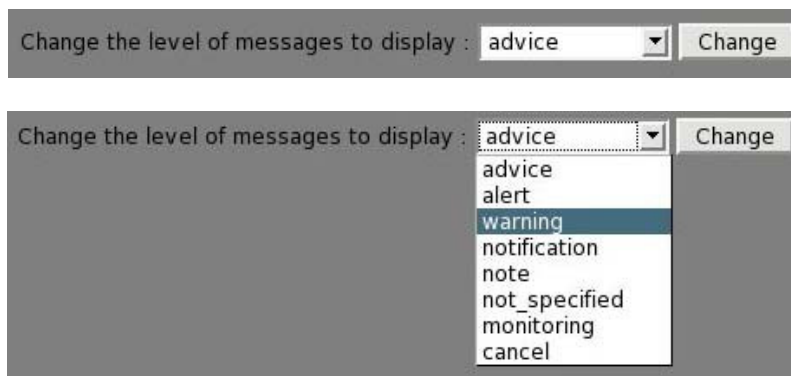 Change the level of messages to display : advice Change
Change the level of messages to display : advice Change
advice
alert
warning
notification
note
not_specified
monitoring
cancel